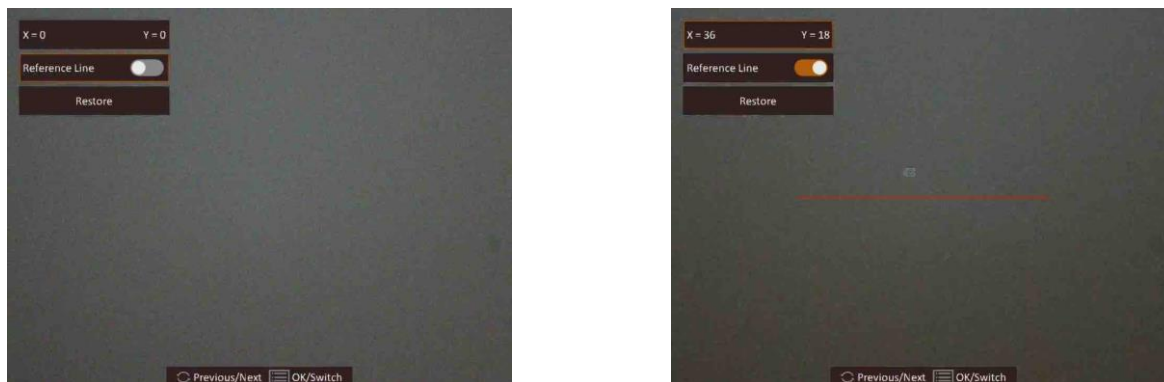 X = 0 Y = 0
Reference Line
Restore
Previous/Next OK/Switch
X = 36 Y = 18
Reference Line
Restore
Previous/Next OK/Switch